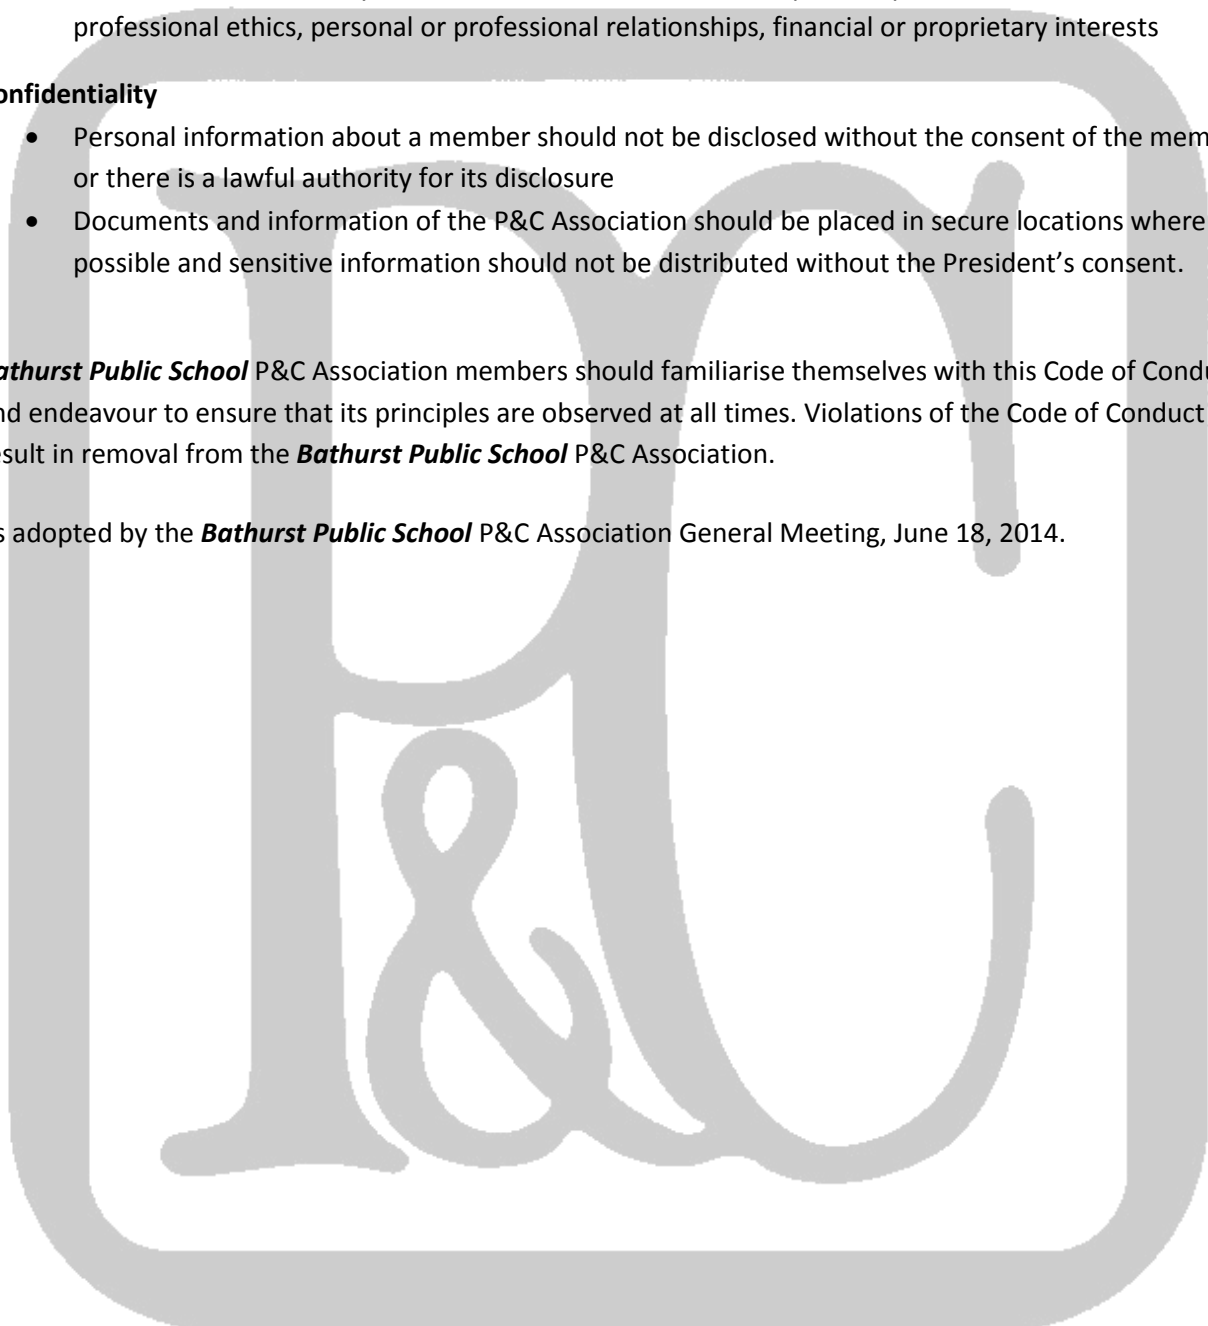 professional ethics, personal or professional relationships, financial or proprietary interests
onfidentiality
• Personal information about a member should not be disclosed without the consent of the mem
or there is a lawful authority for its disclosure
• Documents and information of the P&C Association should be placed in secure locations where
possible and sensitive information should not be distributed without the President's consent.
athurst Public School P&C Association members should familiarise themselves with this Code of Condu
nd endeavour to ensure that its principles are observed at all times. Violations of the Code of Conduct
esult in removal from the Bathurst Public School P&C Association.
s adopted by the Bathurst Public School P&C Association General Meeting, June 18, 2014.
P&C